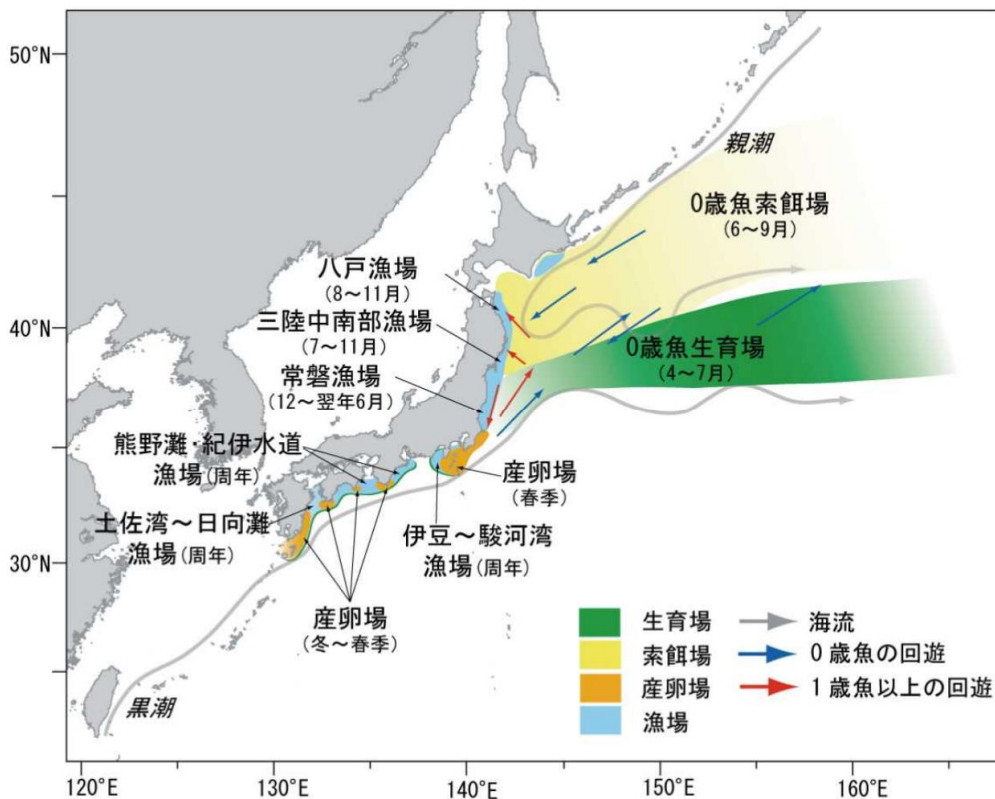 50°N
親潮
0歳魚索餌場
(6〜9月)
八戸漁場
(8〜11月)
40°N
三陸中南部漁場
(7〜11月)
0歳魚生育場
(4〜7月)
常磐漁場
(12〜翌年6月)
熊野灘・紀伊水道
漁場(周年)
産卵場
(春季)
土佐湾〜日向灘
漁場(周年)
伊豆〜駿河湾
漁場(周年)
30°N
産卵場
(冬〜春季)
黒潮
生育場
索餌場
産卵場
漁場
海流
0歳魚の回遊
1歳魚以上の回遊
120°E
130°E
140°E
150°E
160°E